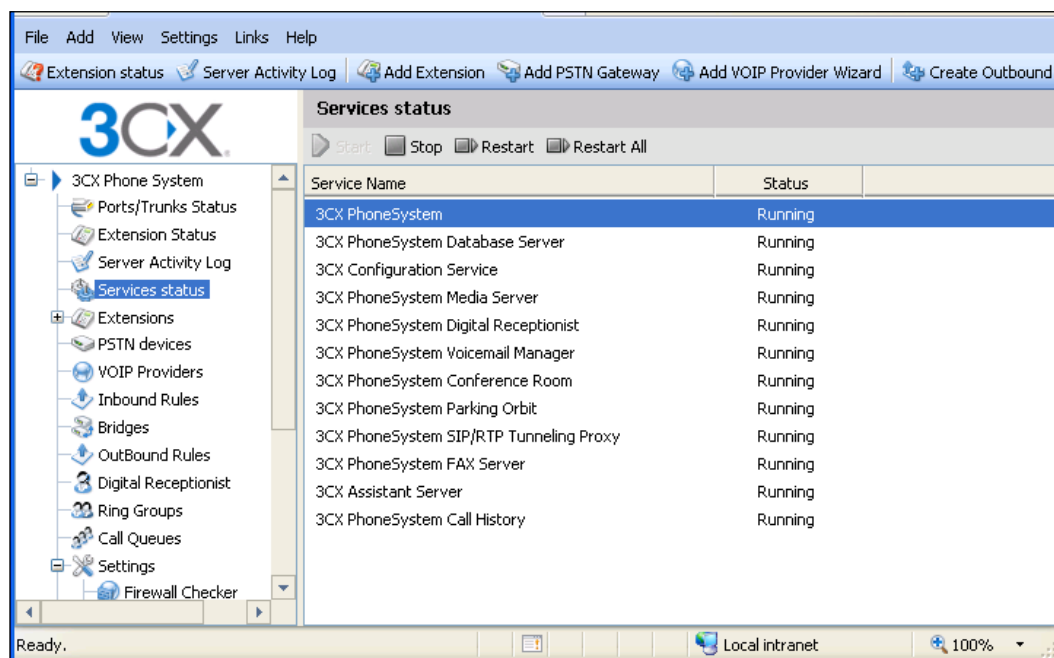 File Add View Settings Links Help
Extension status Server Activity Log Add Extension Add PSTN Gateway Add VOIP Provider Wizard Create Outbound
3CX
Services status
Start Stop Restart Restart All
3CX Phone System
Ports/Trunks Status
Extension Status
Server Activity Log
Services status
Extensions
PSTN devices
VOIP Providers
Inbound Rules
Bridges
OutBound Rules
Digital Receptionist
Ring Groups
Call Queues
Settings
Firewall Checker
Service Name Status
3CX PhoneSystem Running
3CX PhoneSystem Database Server Running
3CX Configuration Service Running
3CX PhoneSystem Media Server Running
3CX PhoneSystem Digital Receptionist Running
3CX PhoneSystem Voicemail Manager Running
3CX PhoneSystem Conference Room Running
3CX PhoneSystem Parking Orbit Running
3CX PhoneSystem SIP/RTP Tunneling Proxy Running
3CX PhoneSystem FAX Server Running
3CX Assistant Server Running
3CX PhoneSystem Call History Running
Ready. Local intranet 100%